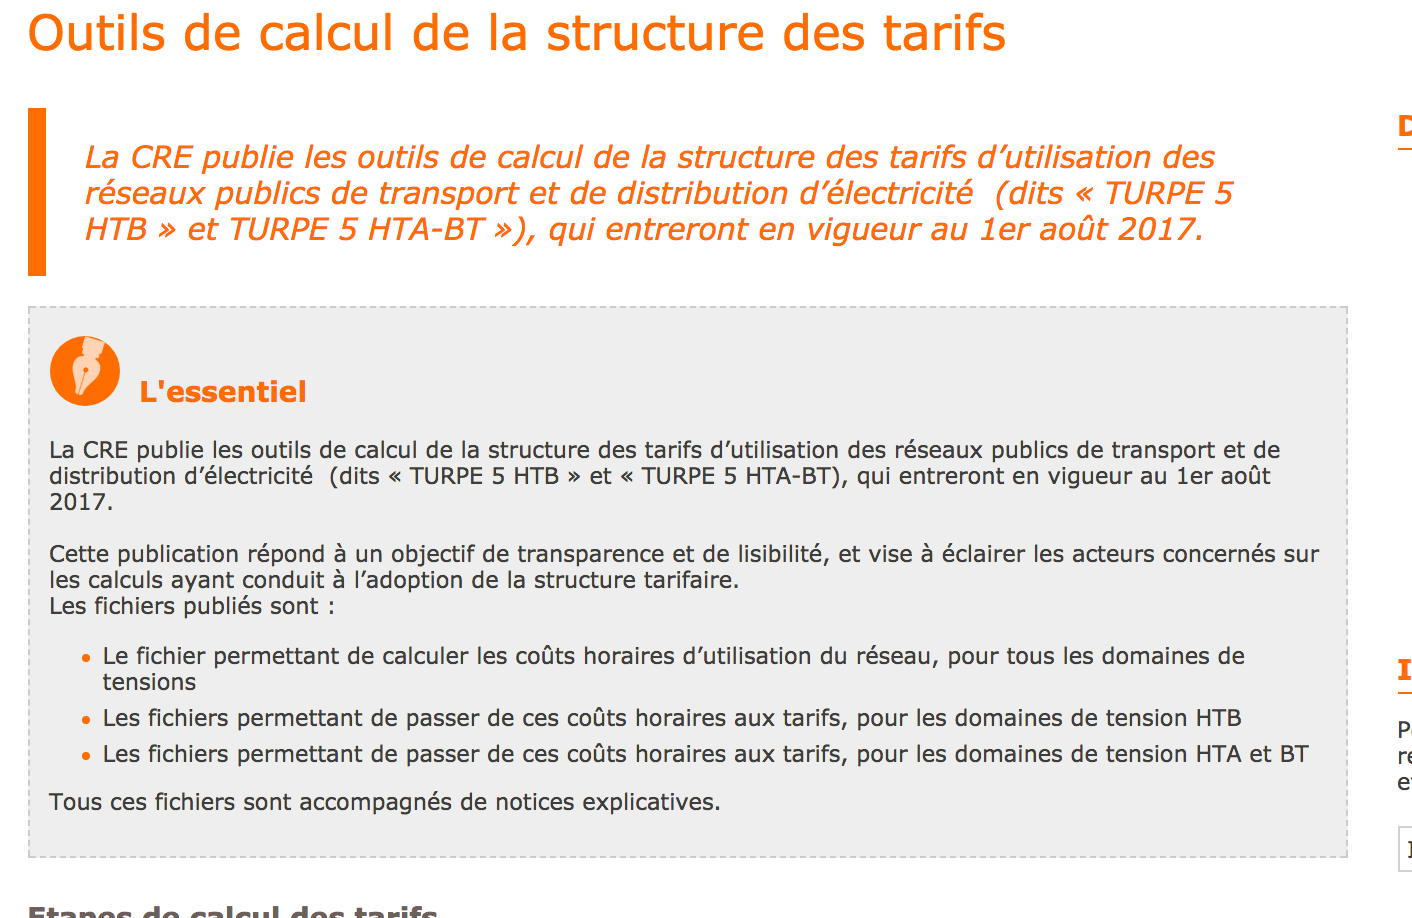 Outils de calcul de la structure des tarifs
La CRE publie les outils de calcul de la structure des tarifs d’utilisation des
réseaux publics de transport et de distribution d’électricité  (dits « TURPE 5
HTB » et TURPE 5 HTA-BT »), qui entreront en vigueur au 1er août 2017.
L'essentiel
La CRE publie les outils de calcul de la structure des tarifs d’utilisation des réseaux publics de transport et de
distribution d’électricité  (dits « TURPE 5 HTB » et « TURPE 5 HTA-BT), qui entreront en vigueur au 1er août
2017.
Cette publication répond à un objectif de transparence et de lisibilité, et vise à éclairer les acteurs concernés sur
les calculs ayant conduit à l’adoption de la structure tarifaire.
Les fichiers publiés sont :
• Le fichier permettant de calculer les coûts horaires d’utilisation du réseau, pour tous les domaines de
tensions
• Les fichiers permettant de passer de ces coûts horaires aux tarifs, pour les domaines de tension HTB
• Les fichiers permettant de passer de ces coûts horaires aux tarifs, pour les domaines de tension HTA et BT
Tous ces fichiers sont accompagnés de notices explicatives.
Etapes de calcul des tarifs